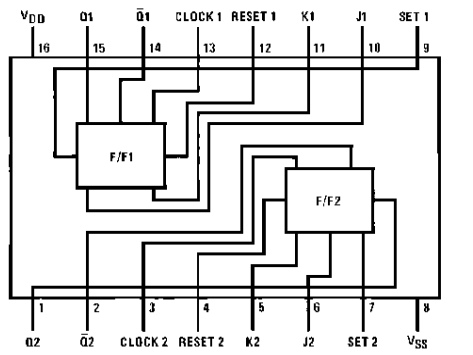 V_DD Q1 Q̅1 CLOCK 1 RESET 1 K1 J1 SET 1
16 15 14 13 12 11 10 9
F/F1
F/F2
1 2 3 4 5 6 7 8
Q2 Q̅2 CLOCK 2 RESET 2 K2 J2 SET 2 V_SS